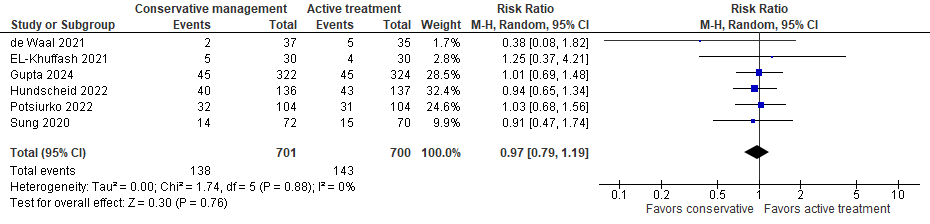 Conservative management Active treatment Risk Ratio Risk Ratio
Study or Subgroup Events Total Events Total Weight M-H, Random, 95% CI M-H, Random, 95% CI
de Waal 2021 2 37 5 35 1.7% 0.38 [0.08, 1.82]
EL-Khuffash 2021 5 30 4 30 2.8% 1.25 [0.37, 4.21]
Gupta 2024 45 322 45 324 28.5% 1.01 [0.69, 1.48]
Hundscheid 2022 40 136 43 137 32.4% 0.94 [0.65, 1.34]
Potsiurko 2022 32 104 31 104 24.6% 1.03 [0.68, 1.56]
Sung 2020 14 72 15 70 9.9% 0.91 [0.47, 1.74]
Total (95% CI) 701 700 100.0% 0.97 [0.79, 1.19]
Total events 138 143
Heterogeneity: Tau² = 0.00; Chi² = 1.74, df = 5 (P = 0.88); I² = 0%
Test for overall effect: Z = 0.30 (P = 0.76)
0.1 0.2 0.5 1 2 5 10
Favors conservative Favors active treatment